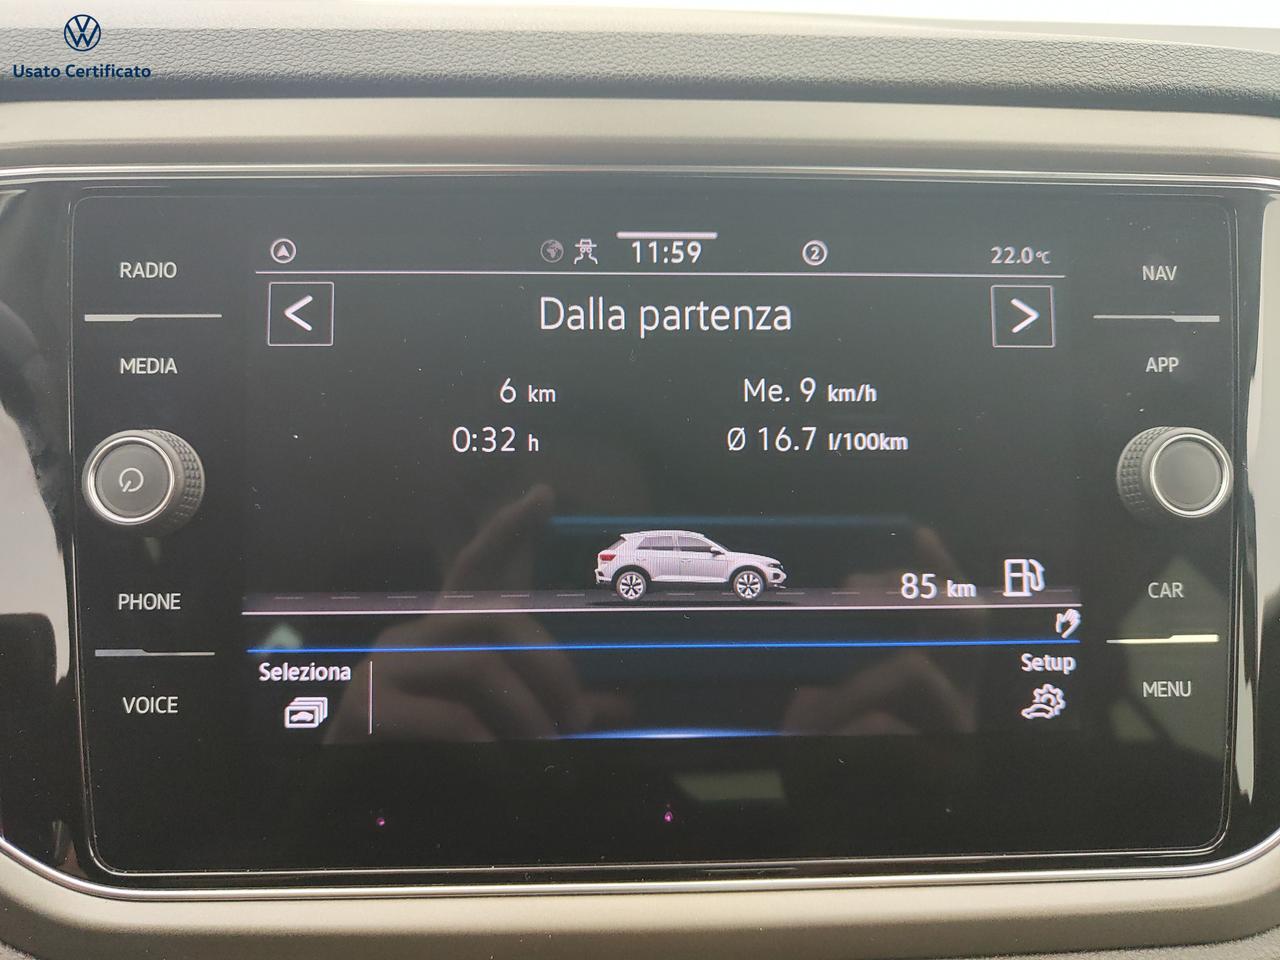 Usato Certificato
RADIO
MEDIA
PHONE
VOICE
11:59
2
22.0°C
<
Dalla partenza
>
6 km
Me. 9 km/h
0:32 h
Ø 16.7 l/100km
85 km
Seleziona
Setup
NAV
APP
CAR
MENU